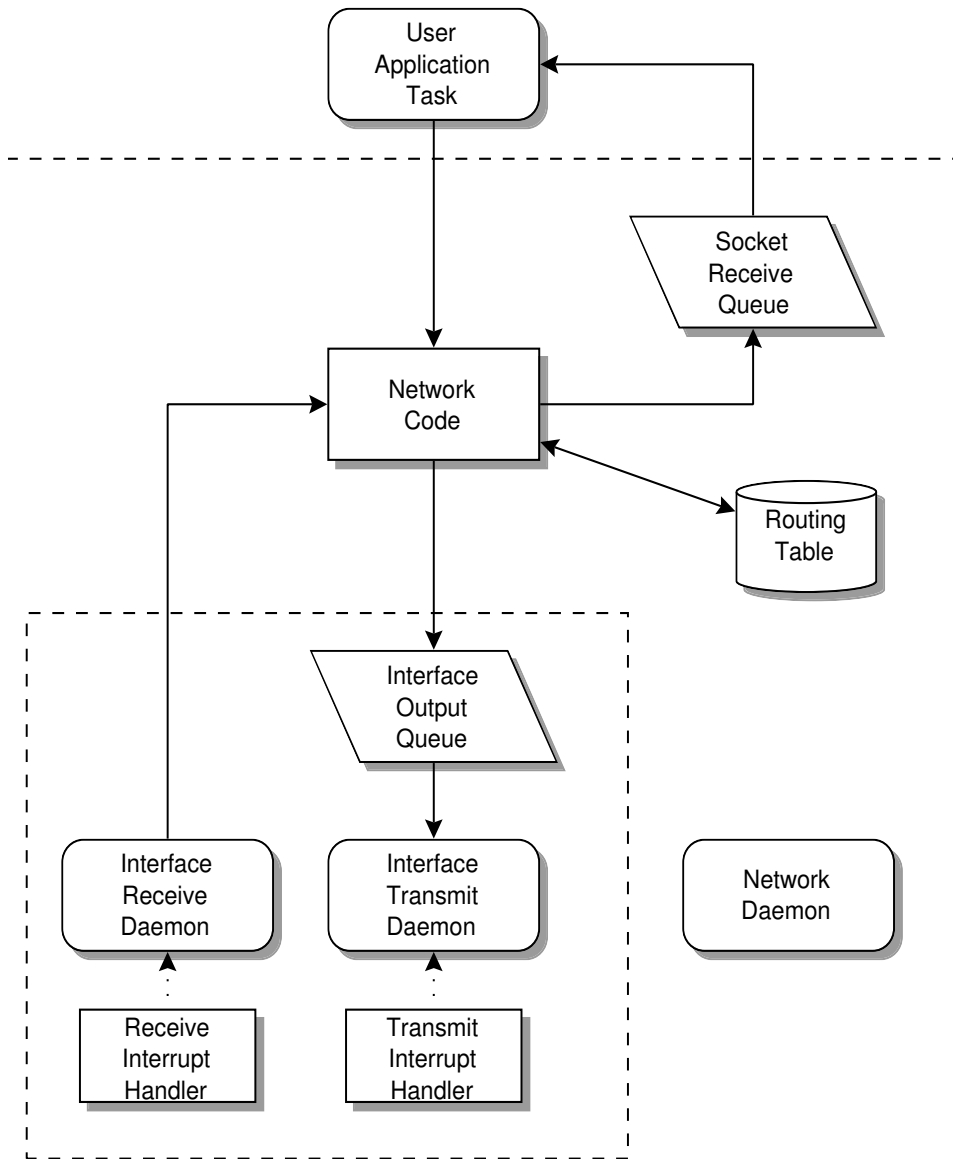 User
Application
Task
Socket
Receive
Queue
Network
Code
Routing
Table
Interface
Output
Queue
Interface
Receive
Daemon
Interface
Transmit
Daemon
Network
Daemon
Receive
Interrupt
Handler
Transmit
Interrupt
Handler